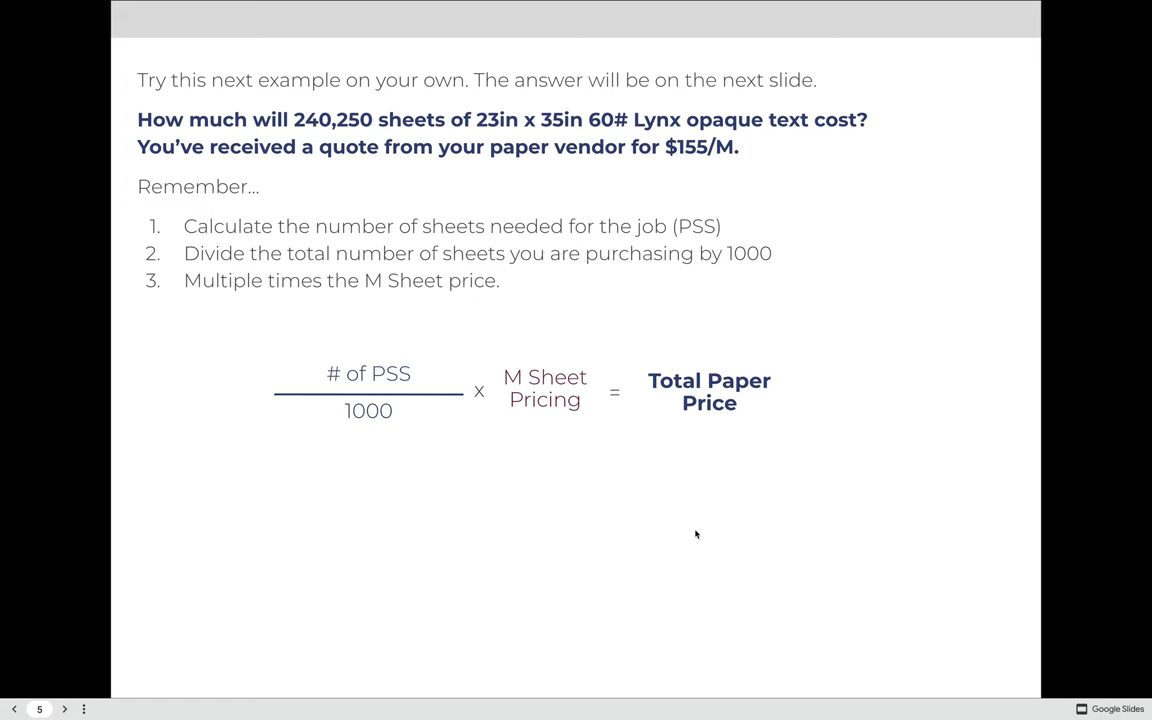 Try this next example on your own. The answer will be on the next slide.
How much will 240,250 sheets of 23in x 35in 60# Lynx opaque text cost?
You’ve received a quote from your paper vendor for $155/M.
Remember...
1. Calculate the number of sheets needed for the job (PSS)
2. Divide the total number of sheets you are purchasing by 1000
3. Multiple times the M Sheet price.
# of PSS
1000
x
M Sheet
Pricing
=
Total Paper
Price
5
Google Slides